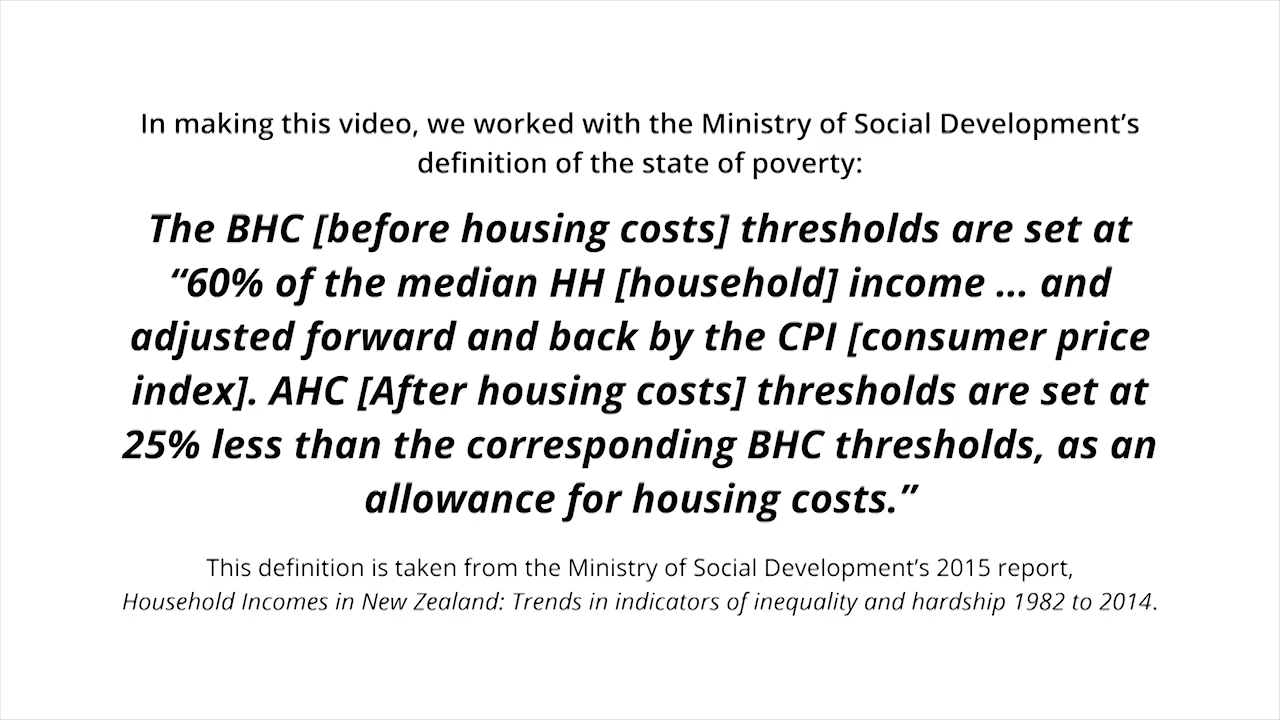 In making this video, we worked with the Ministry of Social Development’s
definition of the state of poverty:
The BHC [before housing costs] thresholds are set at
“60% of the median HH [household] income ... and
adjusted forward and back by the CPI [consumer price
index]. AHC [After housing costs] thresholds are set at
25% less than the corresponding BHC thresholds, as an
allowance for housing costs.”
This definition is taken from the Ministry of Social Development’s 2015 report,
Household Incomes in New Zealand: Trends in indicators of inequality and hardship 1982 to 2014.